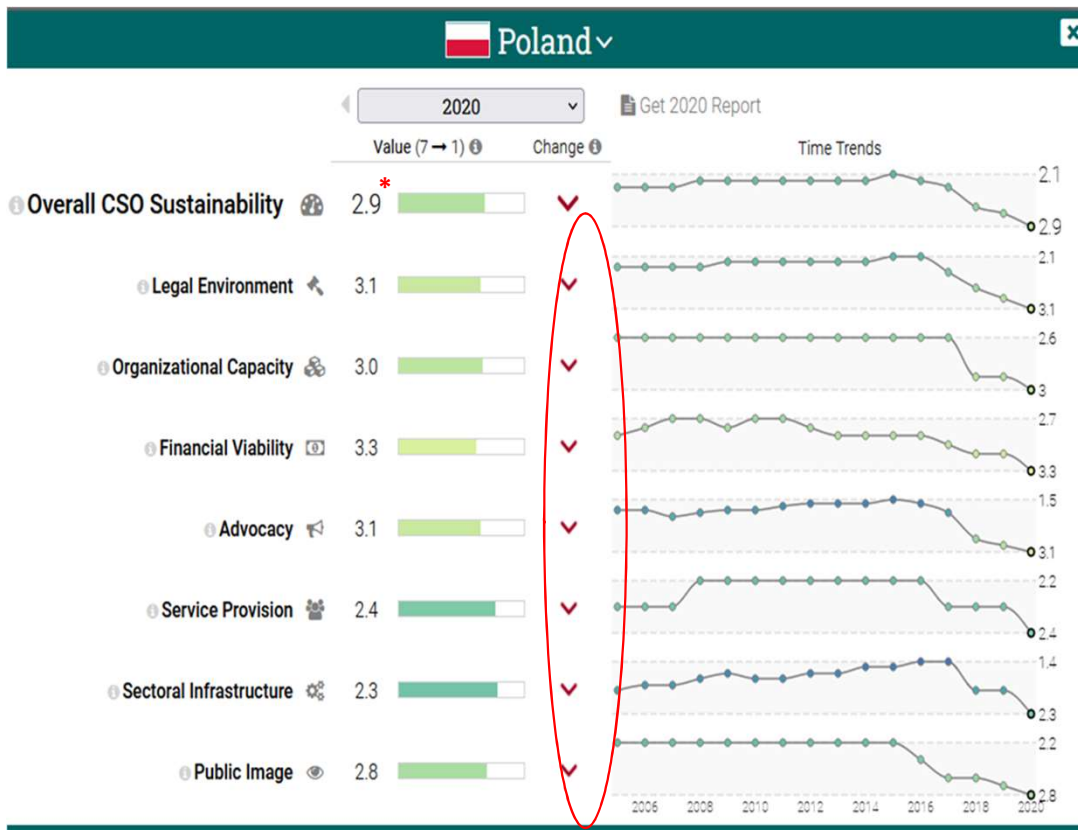 Poland
2020
Get 2020 Report
Value (7 → 1)
Change
Time Trends
Overall CSO Sustainability 2.9 *
2.1
2.9
Legal Environment 3.1
2.1
3.1
Organizational Capacity 3.0
2.6
3
Financial Viability 3.3
2.7
3.3
Advocacy 3.1
1.5
3.1
Service Provision 2.4
2.2
2.4
Sectoral Infrastructure 2.3
1.4
2.3
Public Image 2.8
2.2
2.8
2006 2008 2010 2012 2014 2016 2018 2020